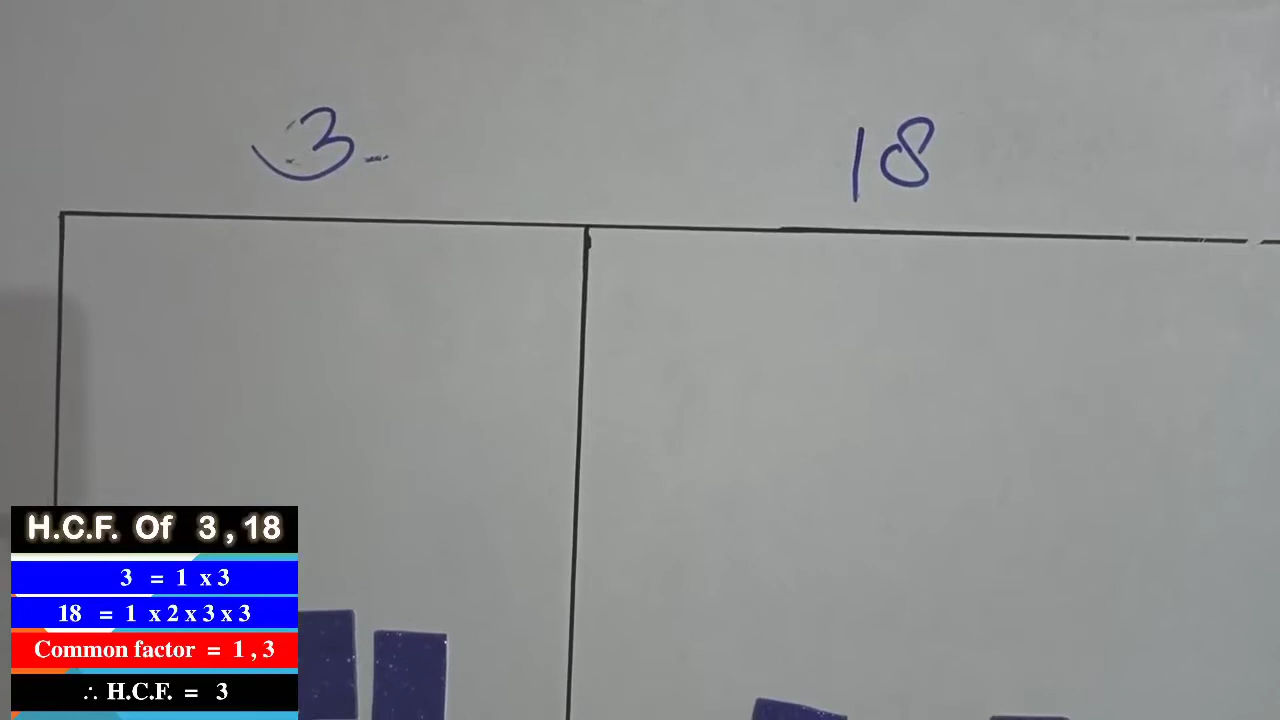 3 18
H.C.F. Of 3 , 18
3 = 1 x 3
18 = 1 x 2 x 3 x 3
Common factor = 1 , 3
∴ H.C.F. = 3